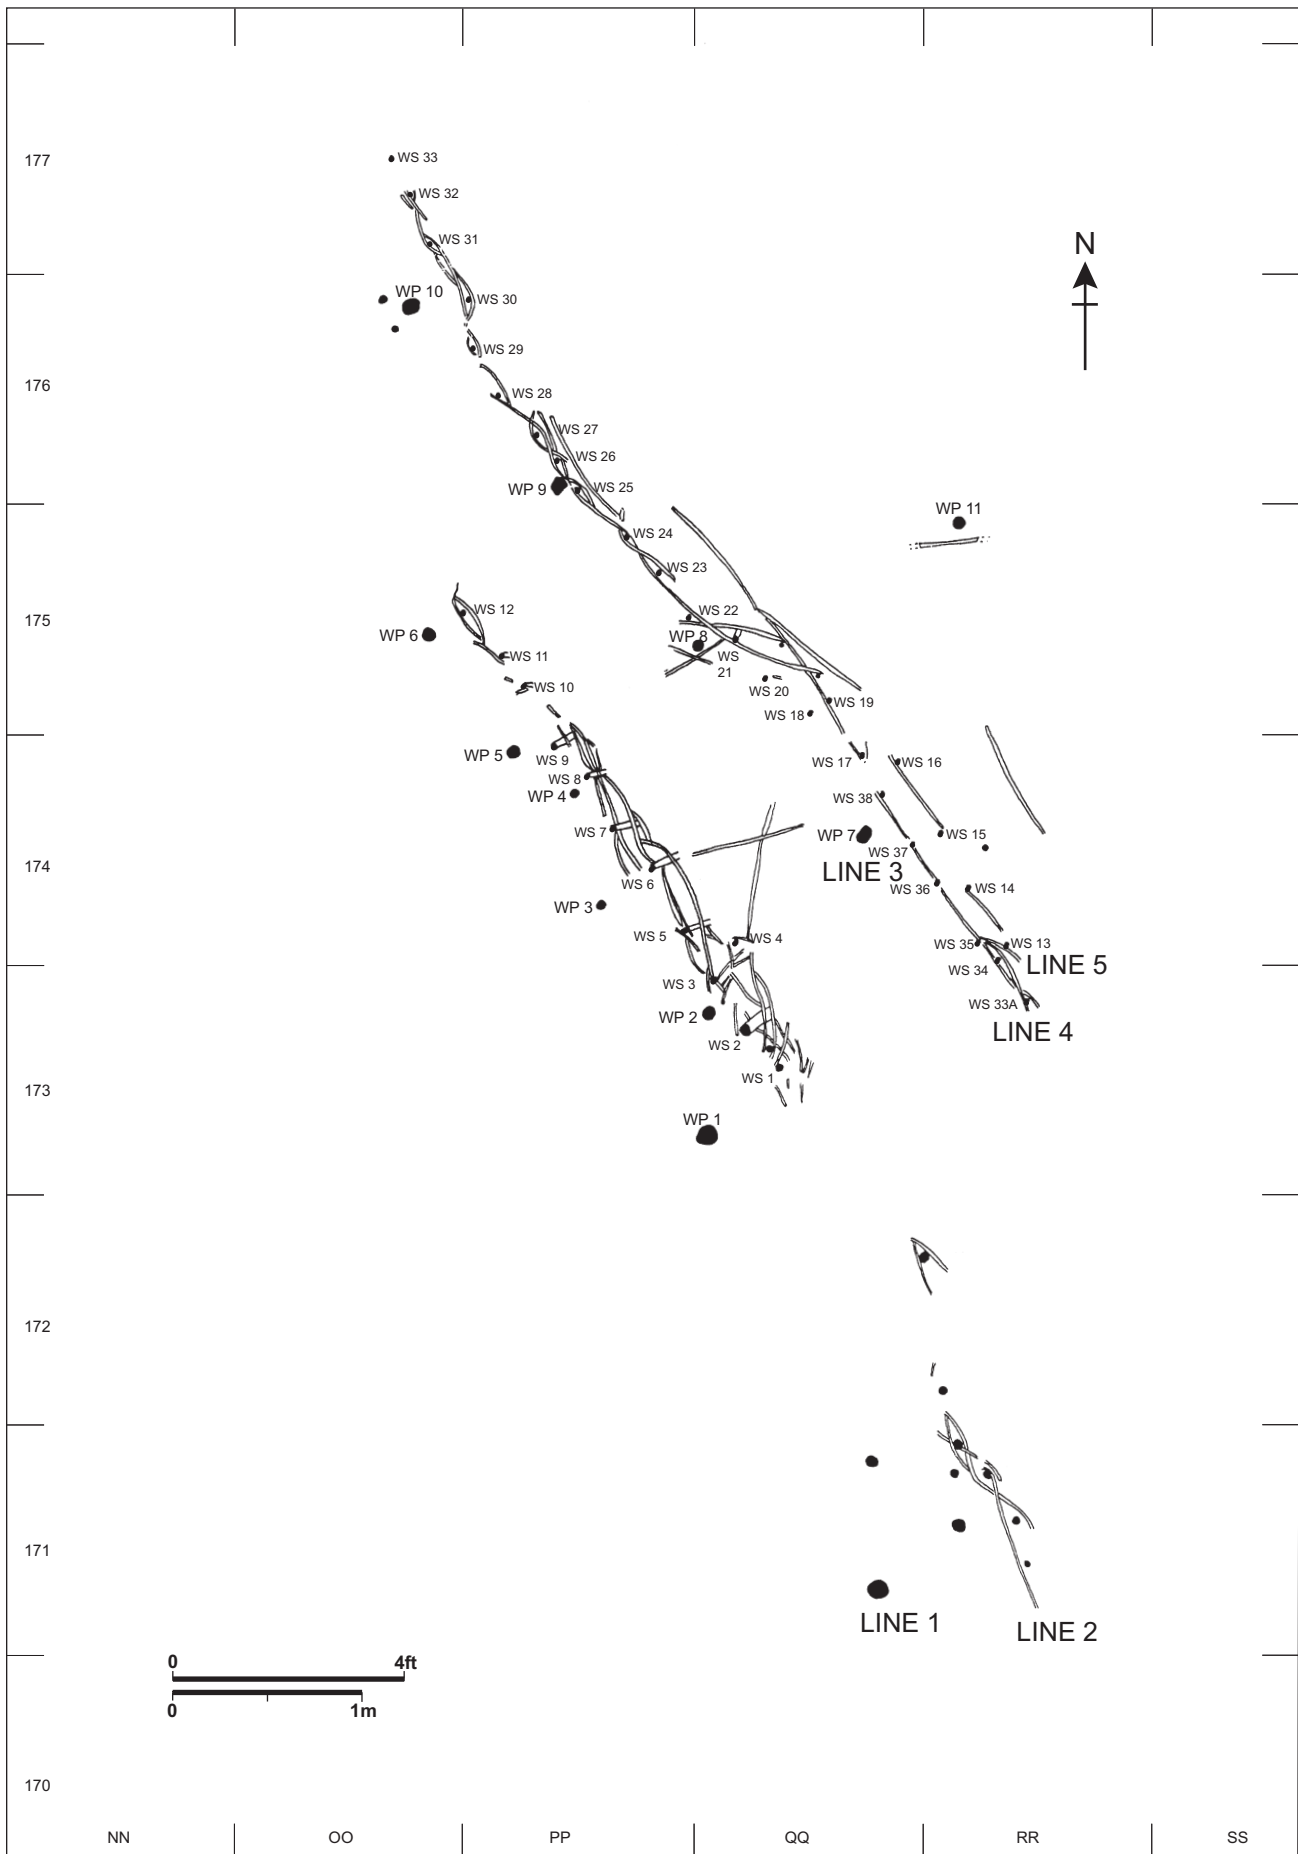 177
WS 33
WS 32
WS 31
N
WP 10
WS 30
WS 29
176
WS 28
WS 27
WS 26
WP 9
WS 25
WP 11
WS 24
WS 23
175
WS 12
WS 22
WP 6
WP 8
WS 11
WS
21
WS 10
WS 20
WS 19
WS 18
WP 5
WS 9
WS 17
WS 16
WS 8
WP 4
WS 38
WS 7
WP 7
WS 15
WS 37
174
LINE 3
WS 6
WS 36
WS 14
WP 3
WS 5
WS 4
WS 35
WS 13
LINE 5
WS 34
WS 3
WS 33A
WP 2
LINE 4
WS 2
WS 1
173
WP 1
172
171
LINE 1
LINE 2
0
4ft
0
1m
170
NN
OO
PP
QQ
RR
SS